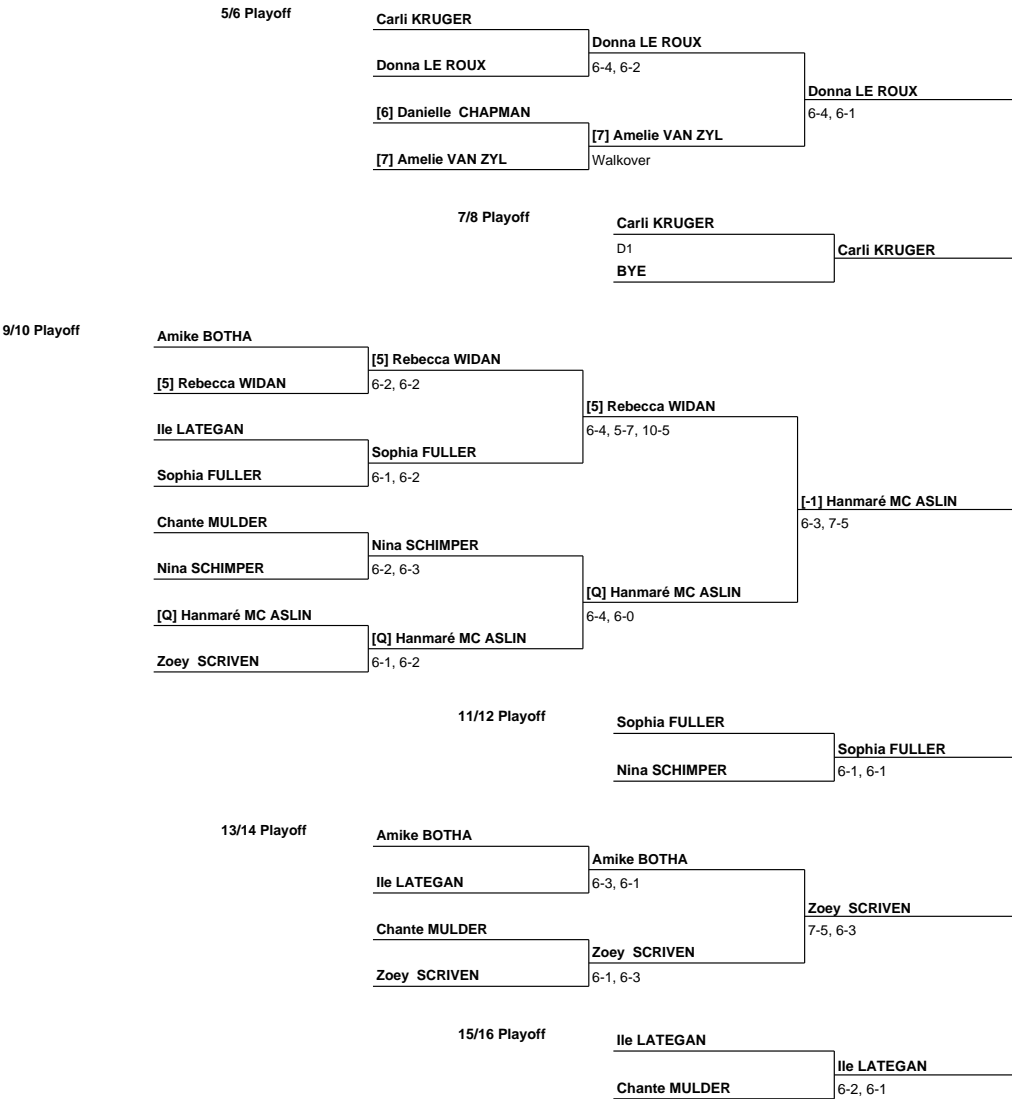 5/6 Playoff
Carli KRUGER
Donna LE ROUX
Donna LE ROUX
6-4, 6-2
Donna LE ROUX
6-4, 6-1
[6] Danielle CHAPMAN
[7] Amelie VAN ZYL
[7] Amelie VAN ZYL
Walkover
7/8 Playoff
Carli KRUGER
D1
Carli KRUGER
BYE
9/10 Playoff
Amike BOTHA
[5] Rebecca WIDAN
[5] Rebecca WIDAN
6-2, 6-2
[5] Rebecca WIDAN
6-4, 5-7, 10-5
Ile LATEGAN
Sophia FULLER
Sophia FULLER
6-1, 6-2
[-1] Hanmaré MC ASLIN
6-3, 7-5
Chante MULDER
Nina SCHIMPER
Nina SCHIMPER
6-2, 6-3
[Q] Hanmaré MC ASLIN
6-4, 6-0
[Q] Hanmaré MC ASLIN
[Q] Hanmaré MC ASLIN
Zoey SCRIVEN
6-1, 6-2
11/12 Playoff
Sophia FULLER
Sophia FULLER
Nina SCHIMPER
6-1, 6-1
13/14 Playoff
Amike BOTHA
Amike BOTHA
Ile LATEGAN
6-3, 6-1
Zoey SCRIVEN
7-5, 6-3
Chante MULDER
Zoey SCRIVEN
Zoey SCRIVEN
6-1, 6-3
15/16 Playoff
Ile LATEGAN
Ile LATEGAN
Chante MULDER
6-2, 6-1